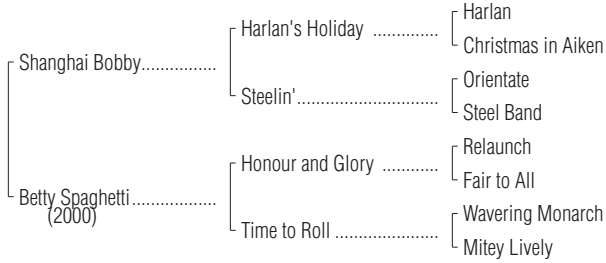 Harlan
Harlan's Holiday ..............
Christmas in Aiken
Shanghai Bobby................
Orientate
Steelin'..............................
Steel Band
Relaunch
Honour and Glory ............
Fair to All
Betty Spaghetti..................
(2000)
Wavering Monarch
Time to Roll ......................
Mitey Lively